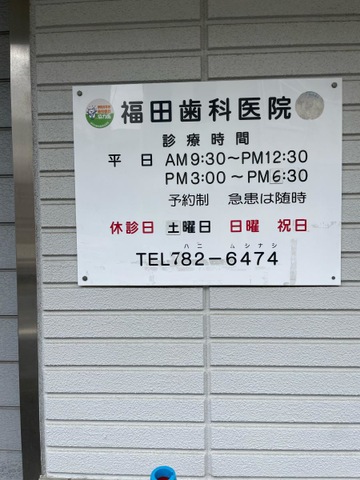 福田歯科医院
診療時間
平日 AM9:30～PM12:30
PM3:00～PM6:30
予約制 急患は随時
休診日 土曜日 日曜 祝日
ハニ ムシナシ
TEL782-6474